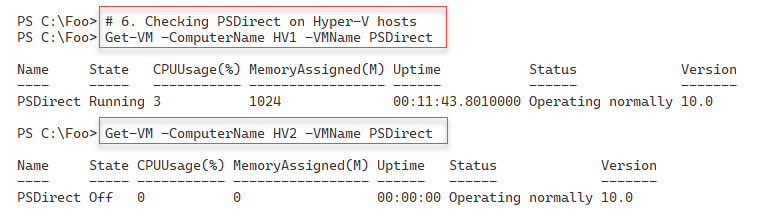 PS C:\Foo> # 6. Checking PSDirect on Hyper-V hosts
PS C:\Foo> Get-VM -ComputerName HV1 -VMName PSDirect
Name     State   CPUUsage(%) MemoryAssigned(M) Uptime           Status             Version
----     -----   ----------- ----------------- ------           ------             -------
PSDirect Running 3           1024              00:11:43.8010000 Operating normally 10.0
PS C:\Foo> Get-VM -ComputerName HV2 -VMName PSDirect
Name     State CPUUsage(%) MemoryAssigned(M) Uptime   Status             Version
----     ----- ----------- ----------------- ------   ------             -------
PSDirect Off   0           0                 00:00:00 Operating normally 10.0